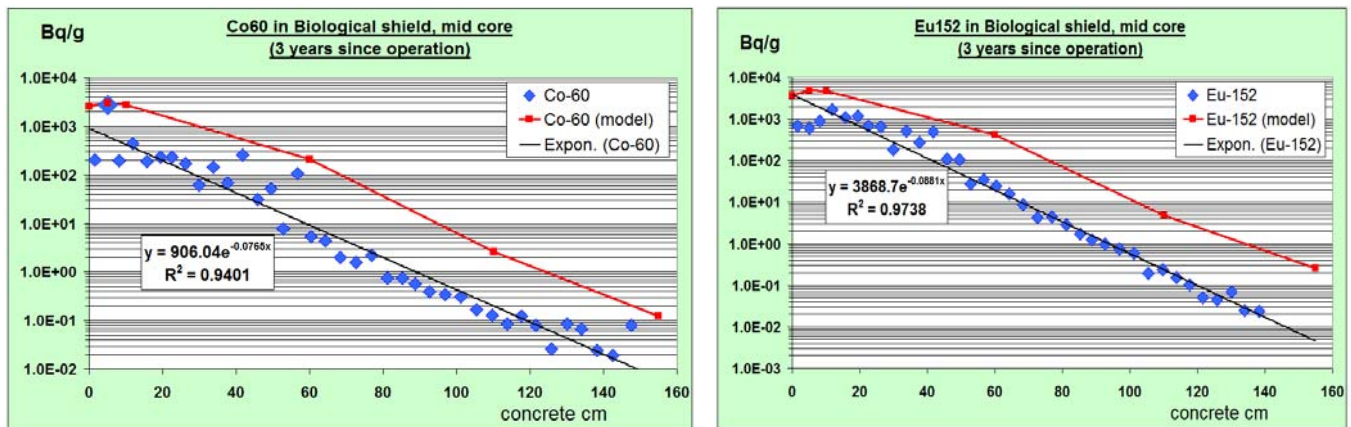 Co60 in Biological shield, mid core
(3 years since operation)
Bq/g
1.0E+04
1.0E+03
1.0E+02
1.0E+01
1.0E+00
1.0E-01
1.0E-02
Co-60
Co-60 (model)
Expon. (Co-60)
y = 906.04e^-0.0765x
R² = 0.9401
0 20 40 60 80 100 120 140 160
concrete cm
Eu152 in Biological shield, mid core
(3 years since operation)
Bq/g
1.0E+04
1.0E+03
1.0E+02
1.0E+01
1.0E+00
1.0E-01
1.0E-02
1.0E-03
Eu-152
Eu-152 (model)
Expon. (Eu-152)
y = 3868.7e^-0.0881x
R² = 0.9738
0 20 40 60 80 100 120 140 160
concrete cm